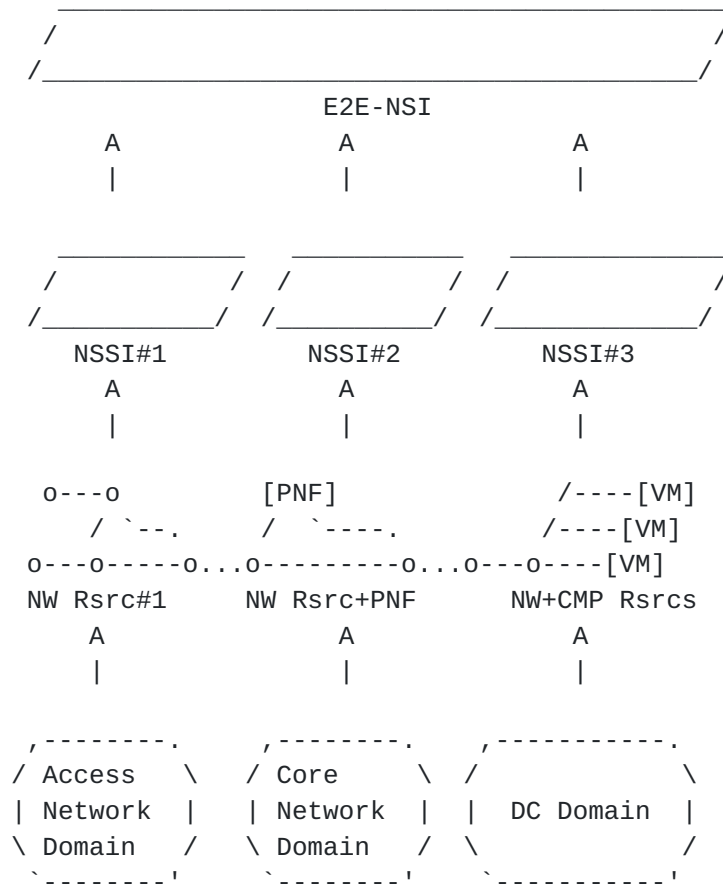 E2E-NSI
A A A
NSSI#1 NSSI#2 NSSI#3
A A A
o---o [PNF] /----[VM]
/ `--. / `----. /----[VM]
o---o-----o...o---------o...o---o----[VM]
NW Rsrc#1 NW Rsrc+PNF NW+CMP Rsrcs
A A A
/ Access \ / Core \ / \
| Network | | Network | | DC Domain |
\ Domain / \ Domain / \ /